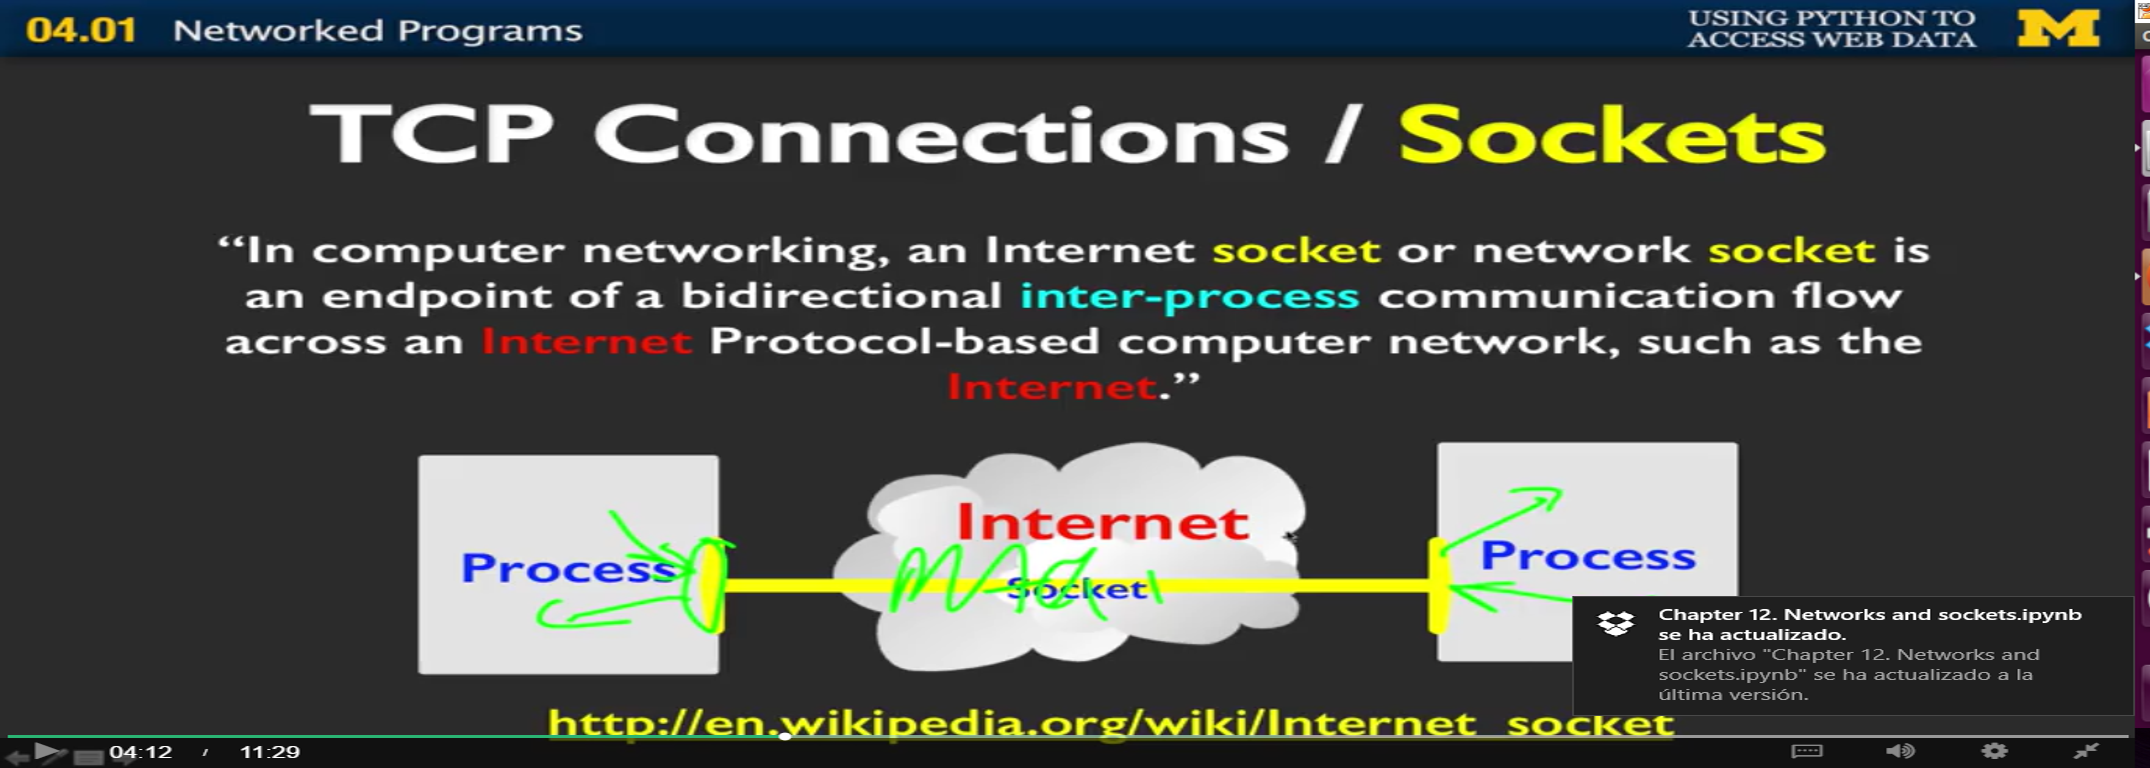 04.01 Networked Programs
USING PYTHON TO
ACCESS WEB DATA
M
TCP Connections / Sockets
“In computer networking, an Internet socket or network socket is
an endpoint of a bidirectional inter-process communication flow
across an Internet Protocol-based computer network, such as the
Internet.”
Process
Internet
Socket
Process
Chapter 12. Networks and sockets.ipynb
se ha actualizado.
El archivo "Chapter 12. Networks and
sockets.ipynb" se ha actualizado a la
última versión.
http://en.wikipedia.org/wiki/Internet_socket
04:12 / 11:29